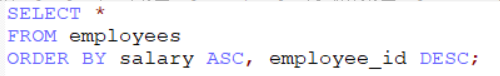 SELECT *
FROM employees
ORDER BY salary ASC, employee_id DESC;